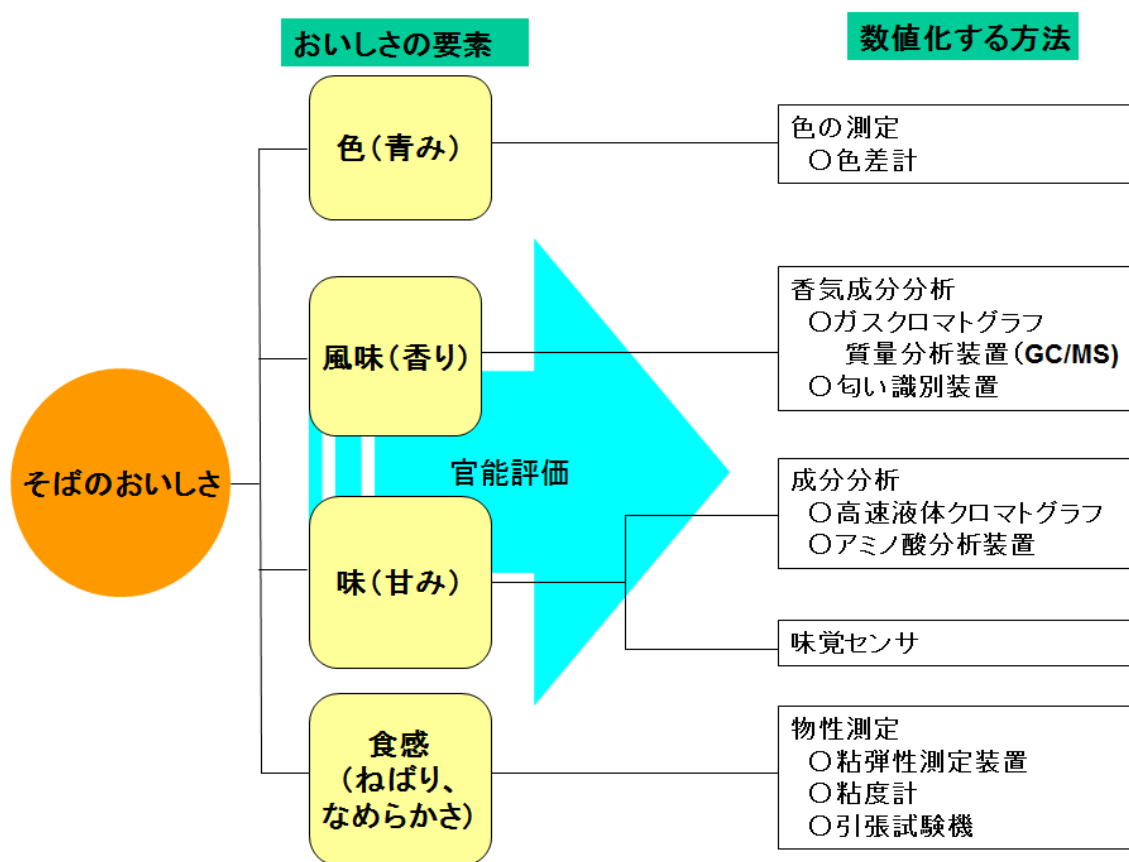 おいしさの要素
数値化する方法
そばのおいしさ
色(青み)
色の測定
〇色差計
風味(香り)
香気成分分析
〇ガスクロマトグラフ
質量分析装置(GC/MS)
〇匂い識別装置
官能評価
味(甘み)
成分分析
〇高速液体クロマトグラフ
〇アミノ酸分析装置
味覚センサ
食感
(ねばり、
なめらかさ)
物性測定
〇粘弾性測定装置
〇粘度計
〇引張試験機